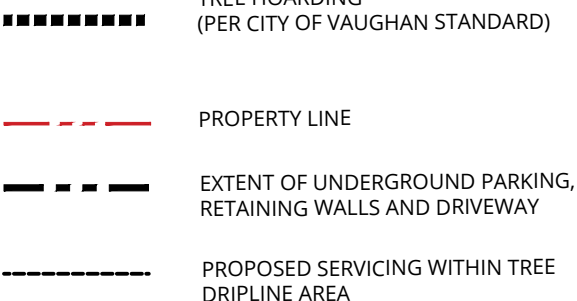 TREE HOARDING
(PER CITY OF VAUGHAN STANDARD)
PROPERTY LINE
EXTENT OF UNDERGROUND PARKING,
RETAINING WALLS AND DRIVEWAY
PROPOSED SERVICING WITHIN TREE
DRIPLINE AREA